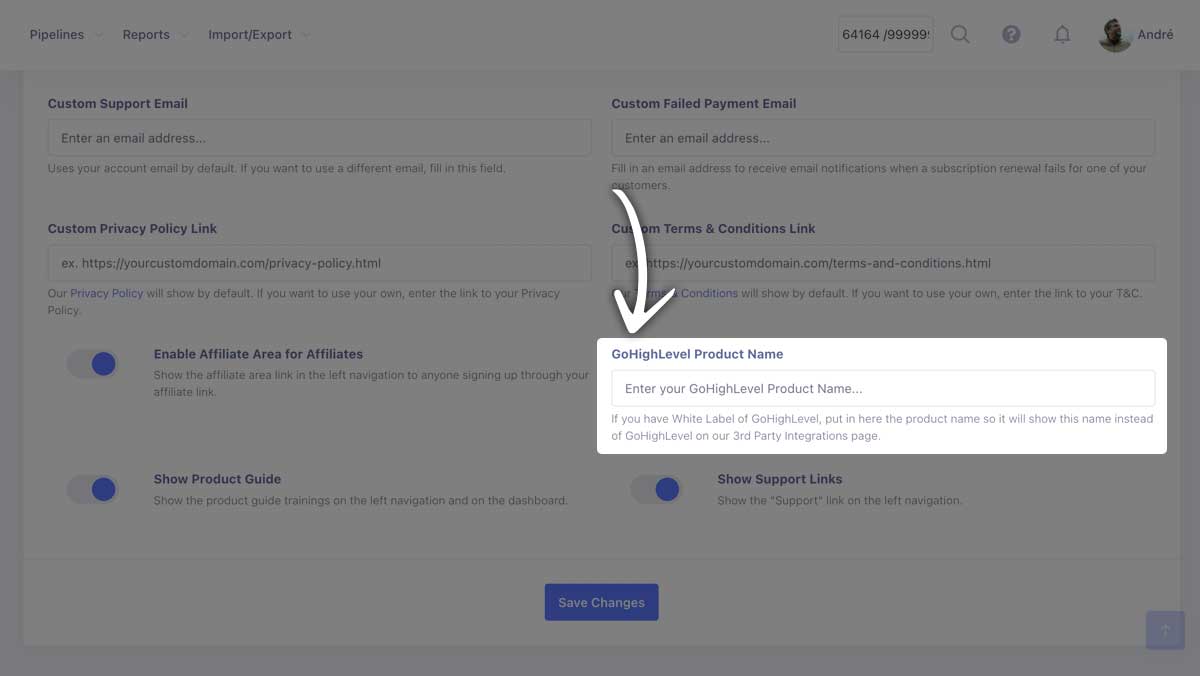 Pipelines
Reports
Import/Export
64164 /99999
André
Custom Support Email
Enter an email address...
Uses your account email by default. If you want to use a different email, fill in this field.
Custom Failed Payment Email
Enter an email address...
Fill in an email address to receive email notifications when a subscription renewal fails for one of your
customers.
Custom Privacy Policy Link
ex. https://yourcustomdomain.com/privacy-policy.html
Our Privacy Policy will show by default. If you want to use your own, enter the link to your Privacy
Policy.
Terms & Conditions Link
https://yourcustomdomain.com/terms-and-conditions.html
& Conditions will show by default. If you want to use your own, enter the link to your T&C.
Enable Affiliate Area for Affiliates
Show the affiliate area link in the left navigation to anyone signing up through your
affiliate link.
GoHighLevel Product Name
Enter your GoHighLevel Product Name...
If you have White Label of GoHighLevel, put in here the product name so it will show this name instead
of GoHighLevel on our 3rd Party Integrations page.
Show Product Guide
Show the product guide trainings on the left navigation and on the dashboard.
Show Support Links
Show the "Support" link on the left navigation.
Save Changes